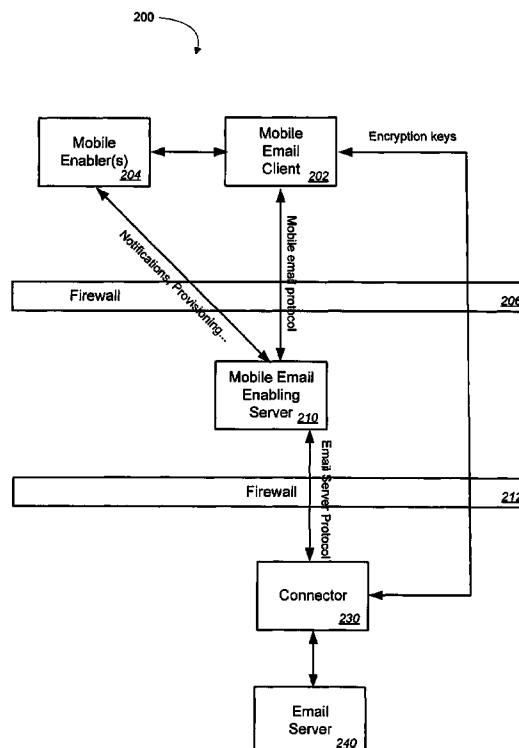 200
Mobile
Enabler(s)
204
Mobile
Email
Client
202
Encryption keys
Notifications, Provisioning...
Mobile email protocol
Firewall
206
Mobile Email
Enabling
Server
210
Email Server Protocol
Firewall
212
Connector
230
Email
Server
240